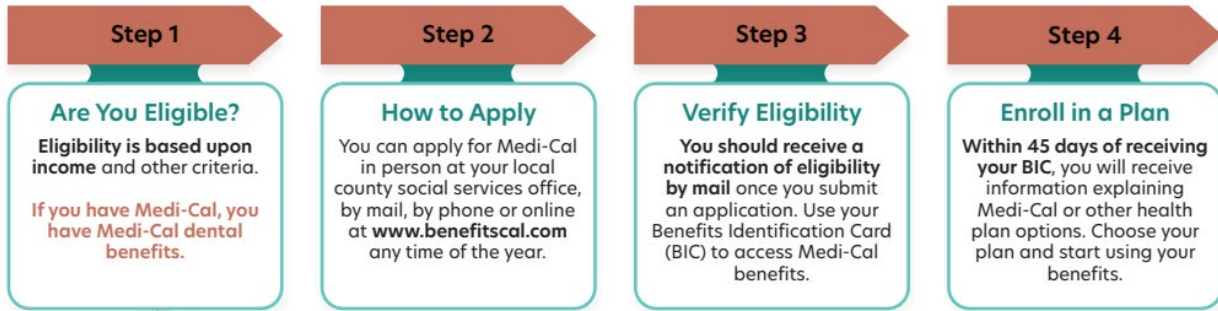 Step 1
Are You Eligible?
Eligibility is based upon
income and other criteria.
If you have Medi-Cal, you
have Medi-Cal dental
benefits.
Step 2
How to Apply
You can apply for Medi-Cal
in person at your local
county social services office,
by mail, by phone or online
at www.benefitscal.com
any time of the year.
Step 3
Verify Eligibility
You should receive a
notification of eligibility
by mail once you submit
an application. Use your
Benefits Identification Card
(BIC) to access Medi-Cal
benefits.
Step 4
Enroll in a Plan
Within 45 days of receiving
your BIC, you will receive
information explaining
Medi-Cal or other health
plan options. Choose your
plan and start using your
benefits.